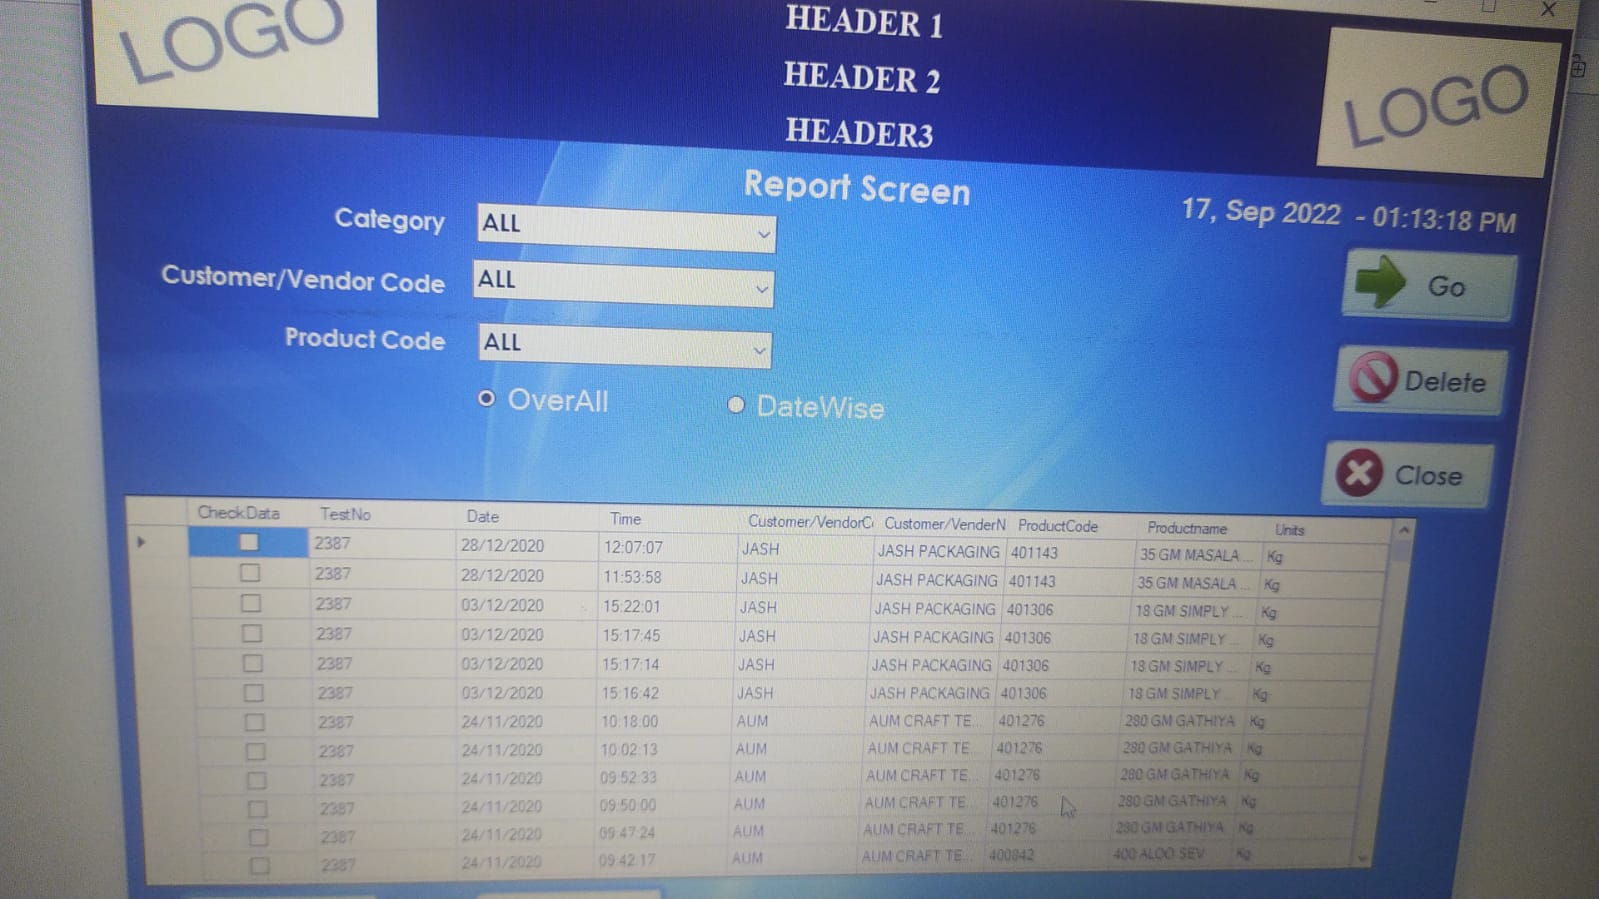 LOGO
HEADER 1
HEADER 2
HEADER3
LOGO
Report Screen
17, Sep 2022 - 01:13:18 PM
Category ALL
Customer/Vendor Code ALL
Product Code ALL
OverAll DateWise
Go
Delete
Close
CheckData TestNo Date Time Customer/VendorC Customer/VenderN ProductCode Productname Units
2387 28/12/2020 12:07:07 JASH JASH PACKAGING 401143 35 GM MASALA... Kg
2387 28/12/2020 11:53:58 JASH JASH PACKAGING 401143 35 GM MASALA... Kg
2387 03/12/2020 15:22:01 JASH JASH PACKAGING 401306 18 GM SIMPLY ... Kg
2387 03/12/2020 15:17:45 JASH JASH PACKAGING 401306 18 GM SIMPLY ... Kg
2387 03/12/2020 15:17:14 JASH JASH PACKAGING 401306 18 GM SIMPLY ... Kg
2387 03/12/2020 15:16:42 JASH JASH PACKAGING 401306 18 GM SIMPLY ... Kg
2387 24/11/2020 10:18:00 AUM AUM CRAFT TE... 401276 280 GM GATHIYA Kg
2387 24/11/2020 10:02:13 AUM AUM CRAFT TE... 401276 280 GM GATHIYA Kg
2387 24/11/2020 09:52:33 AUM AUM CRAFT TE... 401276 280 GM GATHIYA Kg
2387 24/11/2020 09:50:00 AUM AUM CRAFT TE... 401276 280 GM GATHIYA Kg
2387 24/11/2020 09:47:24 AUM AUM CRAFT TE... 401276 280 GM GATHIYA Kg
2387 24/11/2020 09:42:17 AUM AUM CRAFT TE... 400842 400 ALOO SEV Kg